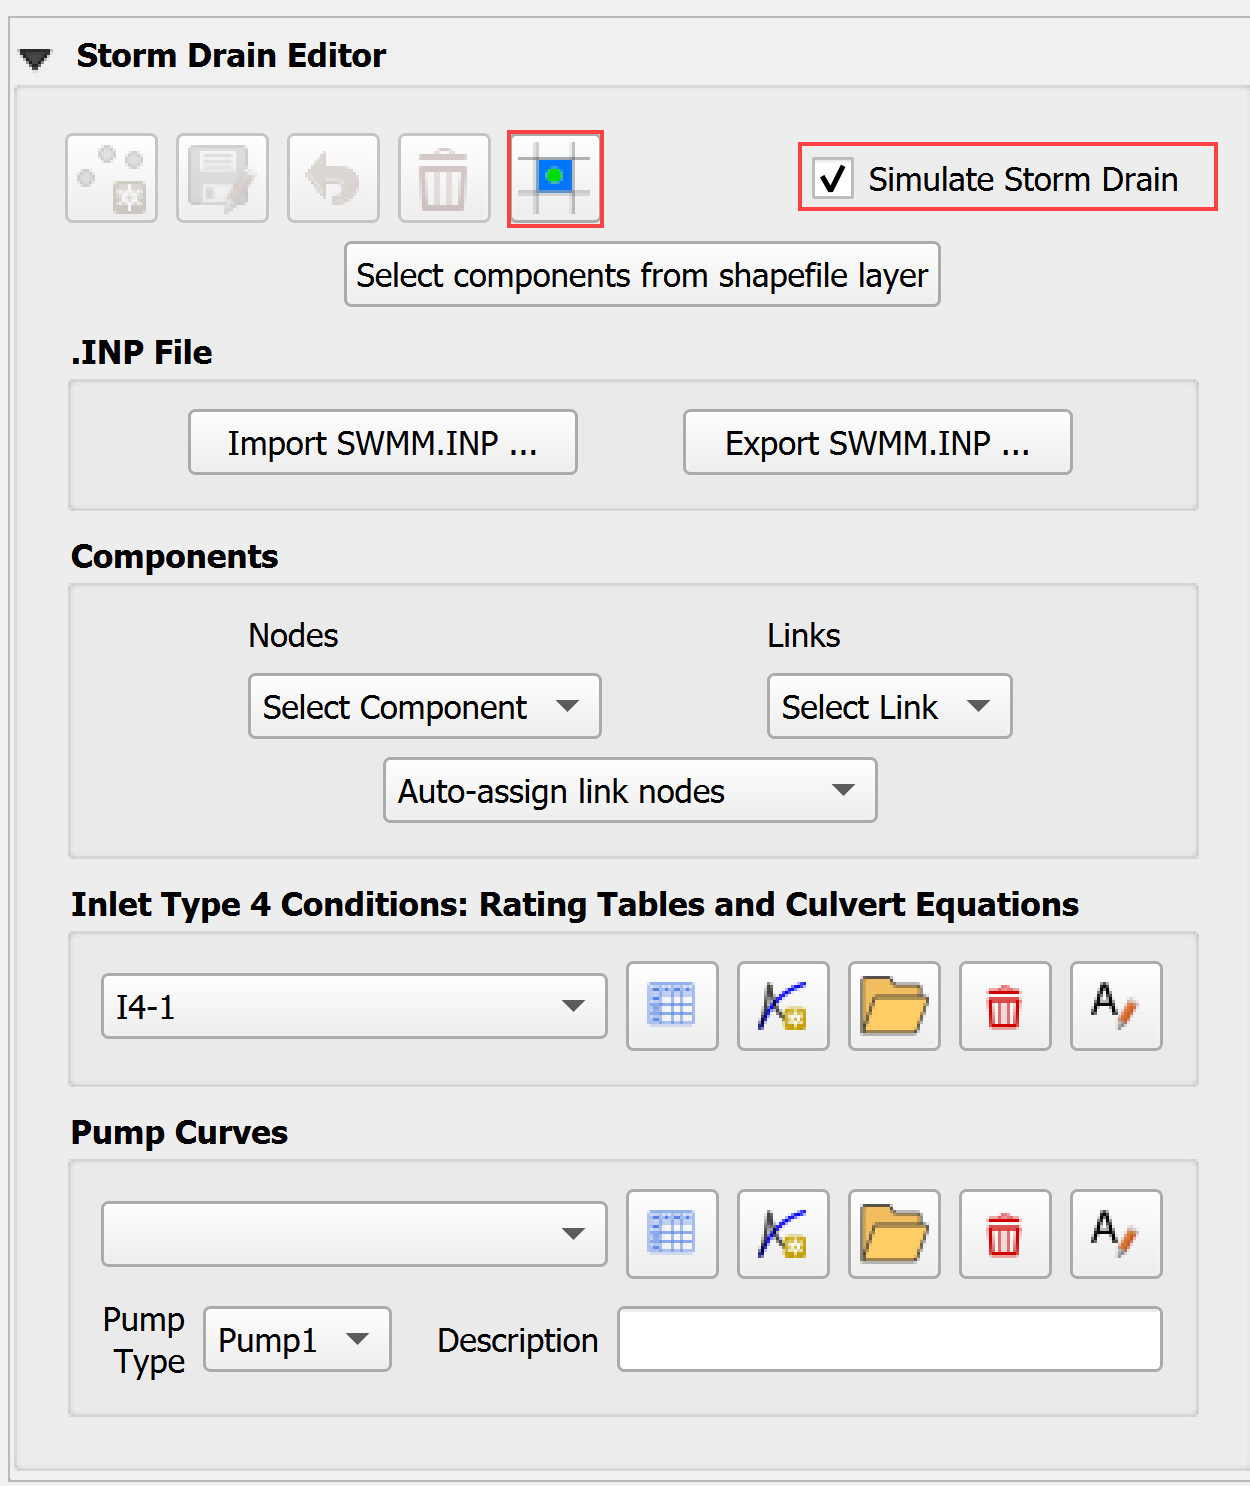 Storm Drain Editor
Simulate Storm Drain
Select components from shapefile layer
.INP File
Import SWMM.INP ...
Export SWMM.INP ...
Components
Nodes
Links
Select Component
Select Link
Auto-assign link nodes
Inlet Type 4 Conditions: Rating Tables and Culvert Equations
I4-1
A
Pump Curves
A
Pump
Type
Pump1
Description